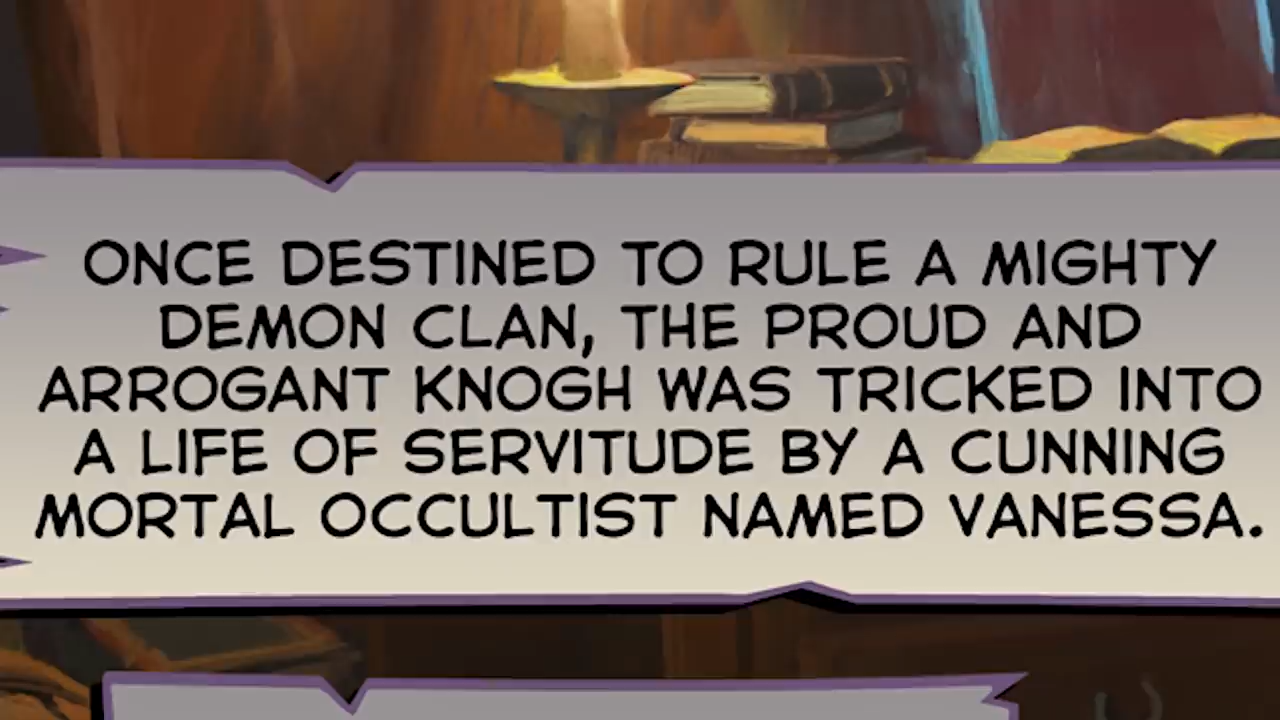 ONCE DESTINED TO RULE A MIGHTY
DEMON CLAN, THE PROUD AND
ARROGANT KNOGH WAS TRICKED INTO
A LIFE OF SERVITUDE BY A CUNNING
MORTAL OCCULTIST NAMED VANESSA.